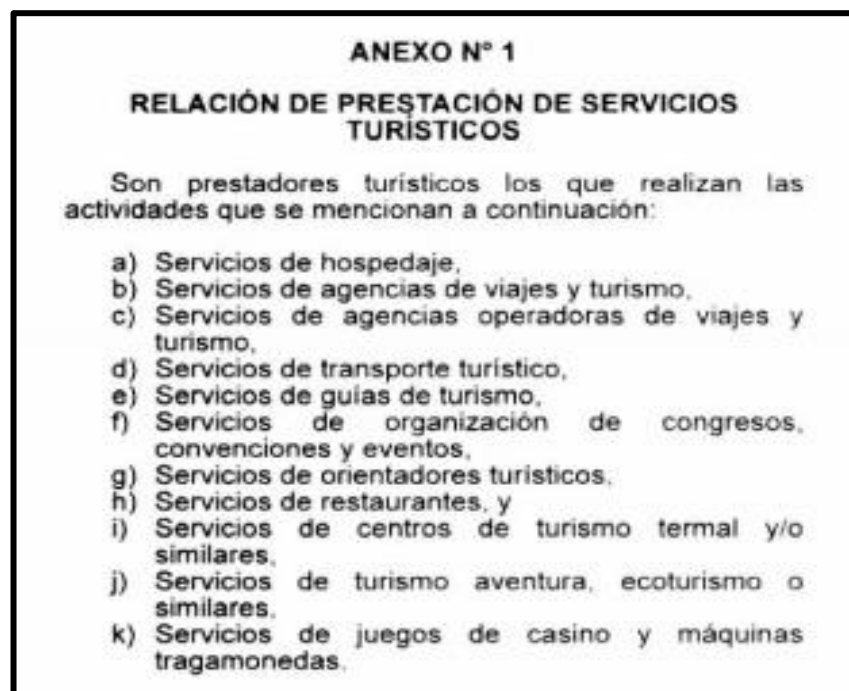 ANEXO N° 1
RELACIÓN DE PRESTACIÓN DE SERVICIOS
TURÍSTICOS
Son prestadores turísticos los que realizan las
actividades que se mencionan a continuación:
a) Servicios de hospedaje,
b) Servicios de agencias de viajes y turismo,
c) Servicios de agencias operadoras de viajes y
turismo,
d) Servicios de transporte turístico,
e) Servicios de guías de turismo,
f) Servicios de organización de congresos,
convenciones y eventos,
g) Servicios de orientadores turísticos,
h) Servicios de restaurantes, y
i) Servicios de centros de turismo termal y/o
similares,
j) Servicios de turismo aventura, ecoturismo o
similares,
k) Servicios de juegos de casino y máquinas
tragamonedas.